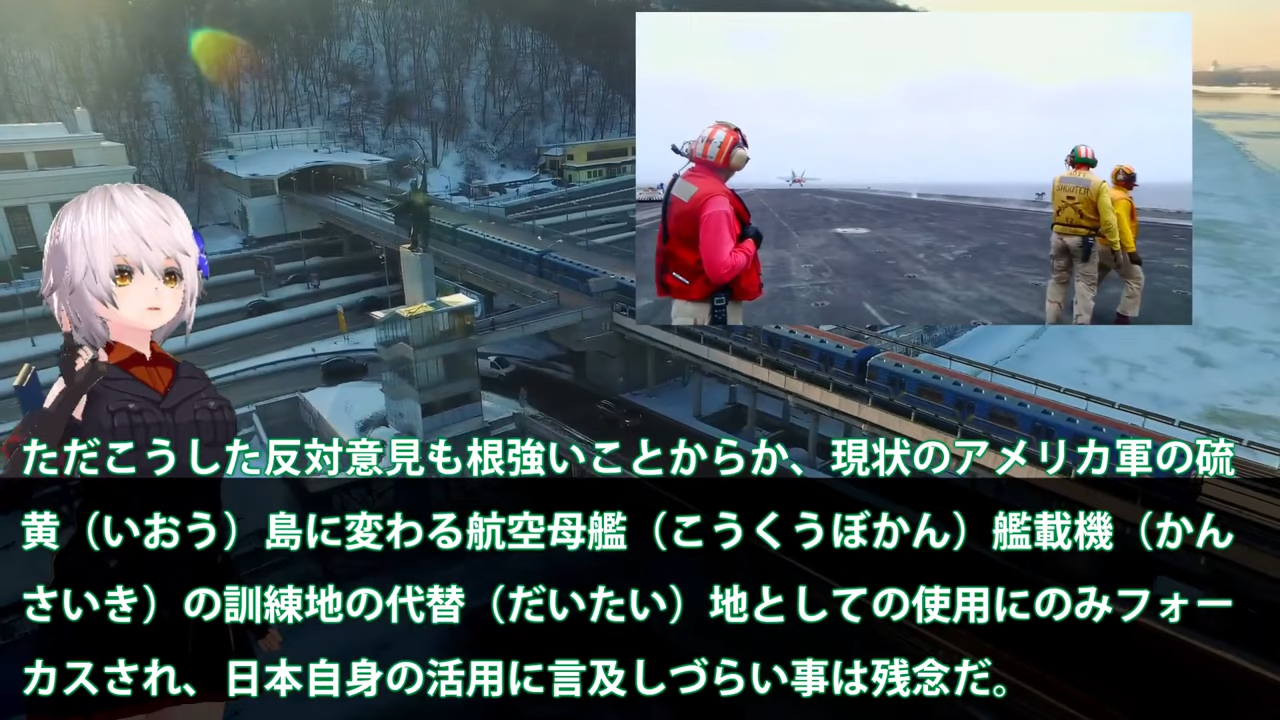 SHOOTER
ただこうした反対意見も根強いことからか、現状のアメリカ軍の硫
黄（いおう）島に変わる航空母艦（こうくうぼかん）艦載機（かん
さいき）の訓練地の代替（だいたい）地としての使用にのみフォー
カスされ、日本自身の活用に言及しづらい事は残念だ。